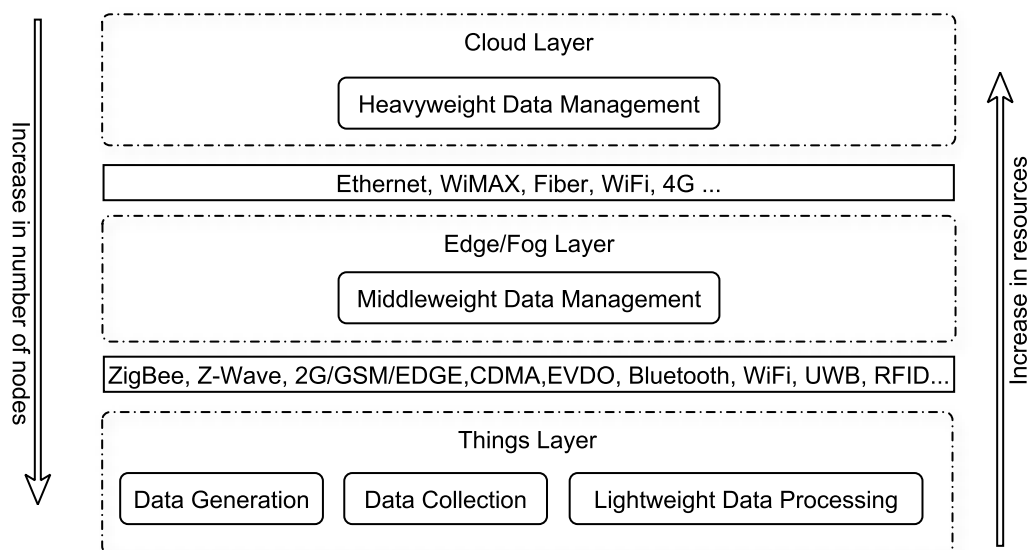 Cloud Layer
Heavyweight Data Management
Ethernet, WiMAX, Fiber, WiFi, 4G ...
Edge/Fog Layer
Middleweight Data Management
ZigBee, Z-Wave, 2G/GSM/EDGE,CDMA,EVDO, Bluetooth, WiFi, UWB, RFID...
Things Layer
Data Generation
Data Collection
Lightweight Data Processing
Increase in number of nodes
Increase in resources